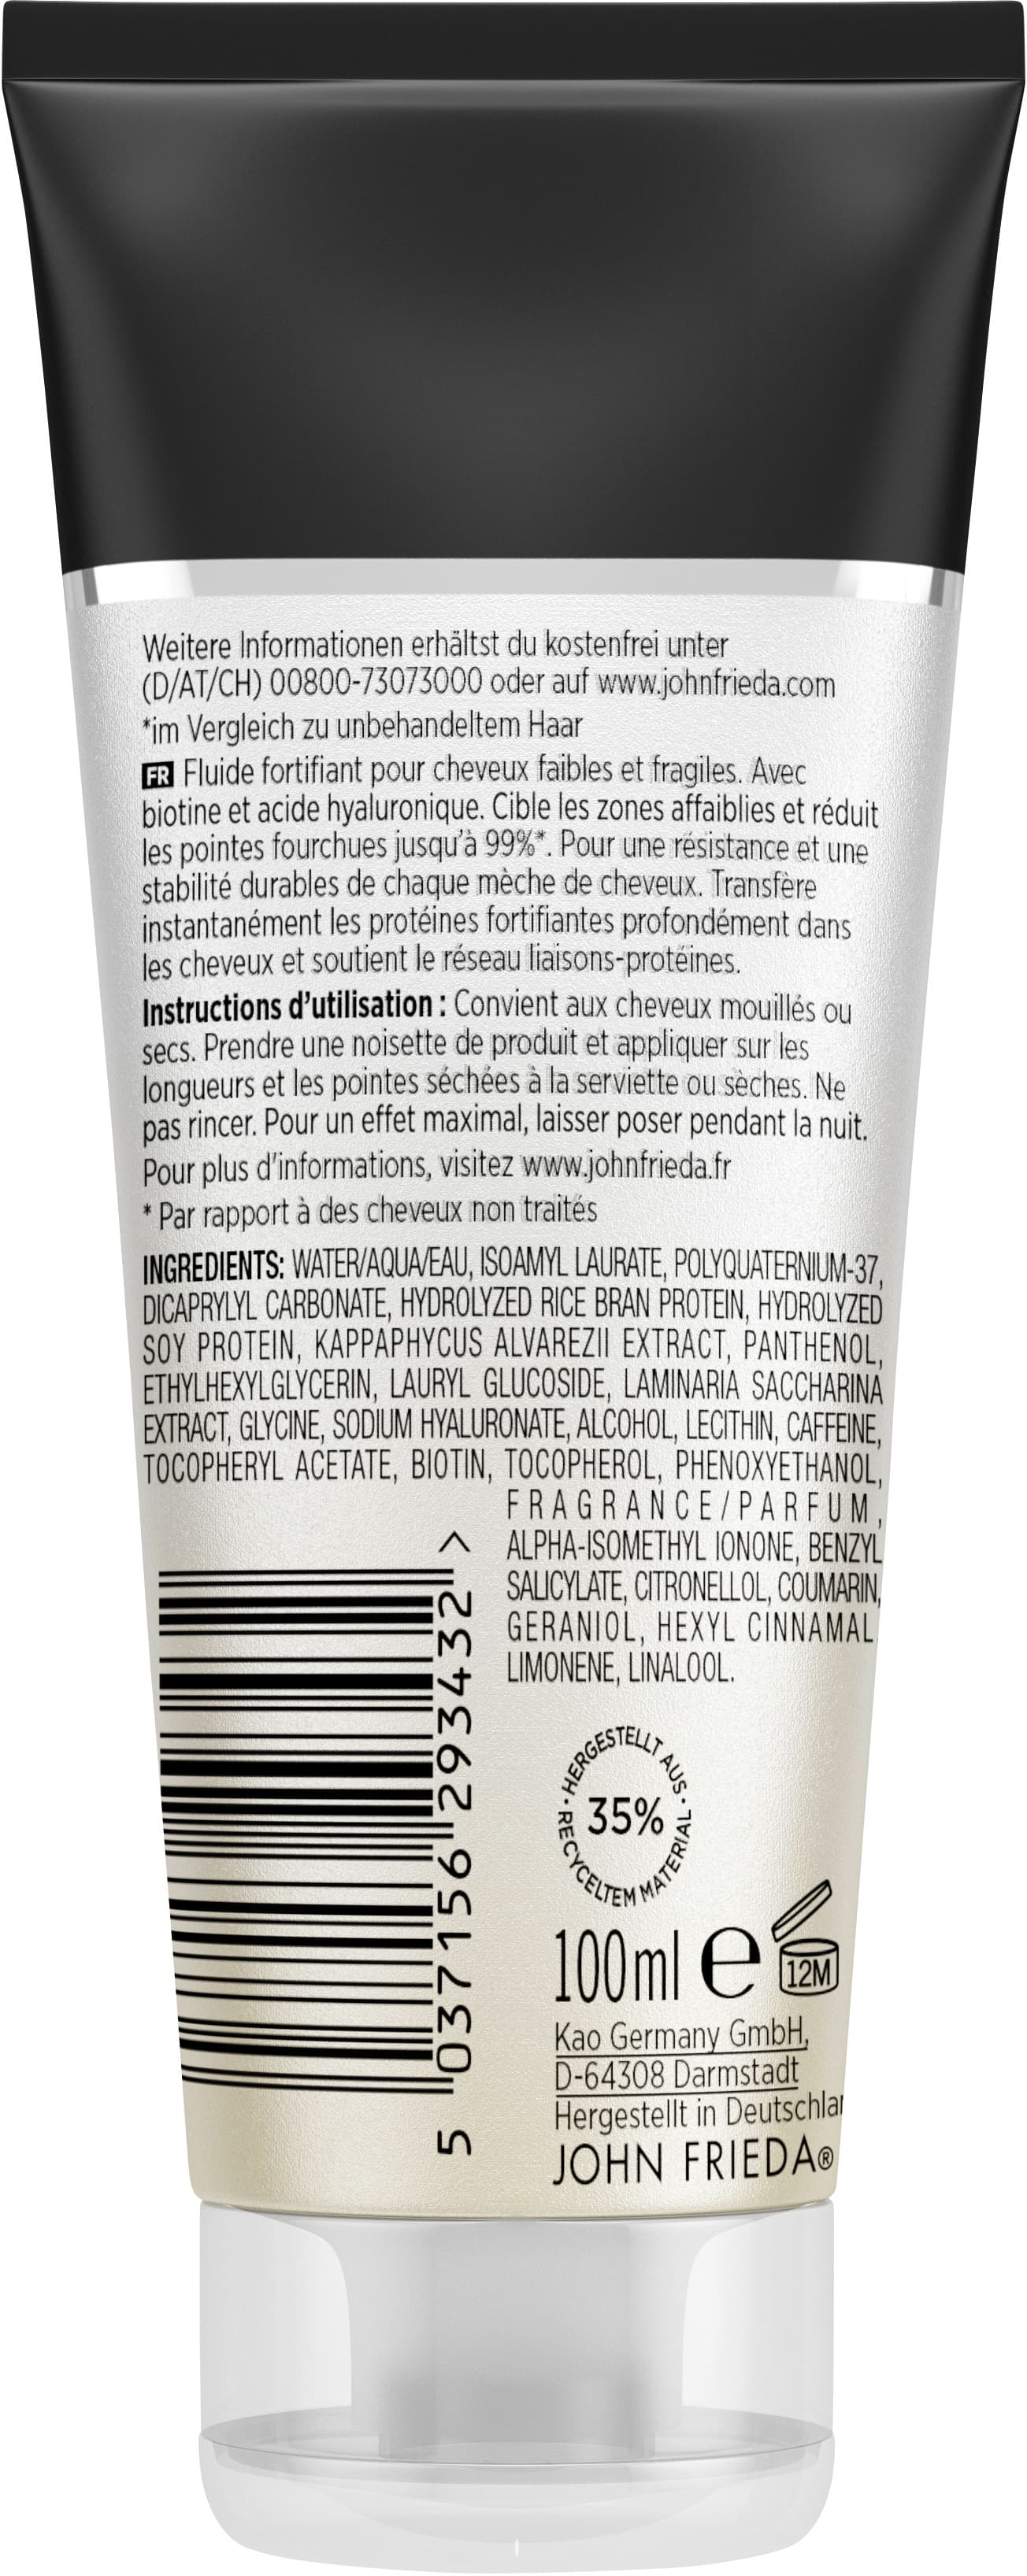 Weitere Informationen erhältst du kostenfrei unter
(D/AT/CH) 00800-73073000 oder auf www.johnfrieda.com
*im Vergleich zu unbehandeltem Haar
FR Fluide fortifiant pour cheveux faibles et fragiles. Avec
biotine et acide hyaluronique. Cible les zones affaiblies et réduit
les pointes fourchues jusqu'à 99%*. Pour une résistance et une
stabilité durables de chaque mèche de cheveux. Transfère
instantanément les protéines fortifiantes profondément dans
les cheveux et soutient le réseau liaisons-protéines.
Instructions d'utilisation : Convient aux cheveux mouillés ou
secs. Prendre une noisette de produit et appliquer sur les
longueurs et les pointes séchées à la serviette ou sèches. Ne
pas rincer. Pour un effet maximal, laisser poser pendant la nuit.
Pour plus d'informations, visitez www.johnfrieda.fr
* Par rapport à des cheveux non traités
INGREDIENTS: WATER/AQUA/EAU, ISOAMYL LAURATE, POLYQUATERNIUM-37,
DICAPRYLYL CARBONATE, HYDROLYZED RICE BRAN PROTEIN, HYDROLYZED
SOY PROTEIN, KAPPAPHYCUS ALVAREZII EXTRACT, PANTHENOL,
ETHYLHEXYLGLYCERIN, LAURYL GLUCOSIDE, LAMINARIA SACCHARINA
EXTRACT, GLYCINE, SODIUM HYALURONATE, ALCOHOL, LECITHIN, CAFFEINE,
TOCOPHERYL ACETATE, BIOTIN, TOCOPHEROL, PHENOXYETHANOL,
FRAGRANCE/PARFUM,
ALPHA-ISOMETHYL IONONE, BENZYL
SALICYLATE, CITRONELLOL, COUMARIN,
GERANIOL, HEXYL CINNAMAL
LIMONENE, LINALOOL.
5 037156 293432 >
· HERGESTELLT AUS ·
35%
RECYCELTEM MATERIAL
100ml e
12M
Kao Germany GmbH,
D-64308 Darmstadt
Hergestellt in Deutschlan
JOHN FRIEDA®